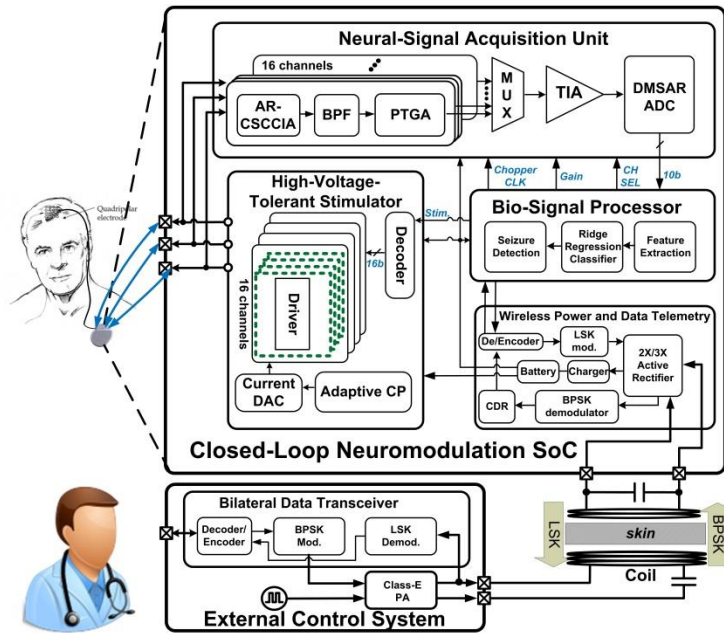 Neural-Signal Acquisition Unit
16 channels
AR-
CSCCIA
BPF
PTGA
MUX
TIA
DMSAR
ADC
Quadripolar
electrode
High-Voltage-
Tolerant Stimulator
16 channels
Driver
Decoder
16b
Stim.
Current
DAC
Adaptive CP
Chopper
CLK
Gain
CH
SEL
10b
Bio-Signal Processor
Seizure
Detection
Ridge
Regression
Classifier
Feature
Extraction
Wireless Power and Data Telemetry
De/Encoder
LSK
mod.
2X/3X
Active
Rectifier
Battery
Charger
CDR
BPSK
demodulator
Closed-Loop Neuromodulation SoC
Bilateral Data Transceiver
Decoder/
Encoder
BPSK
Mod.
LSK
Demod.
Class-E
PA
External Control System
LSK
skin
BPSK
Coil